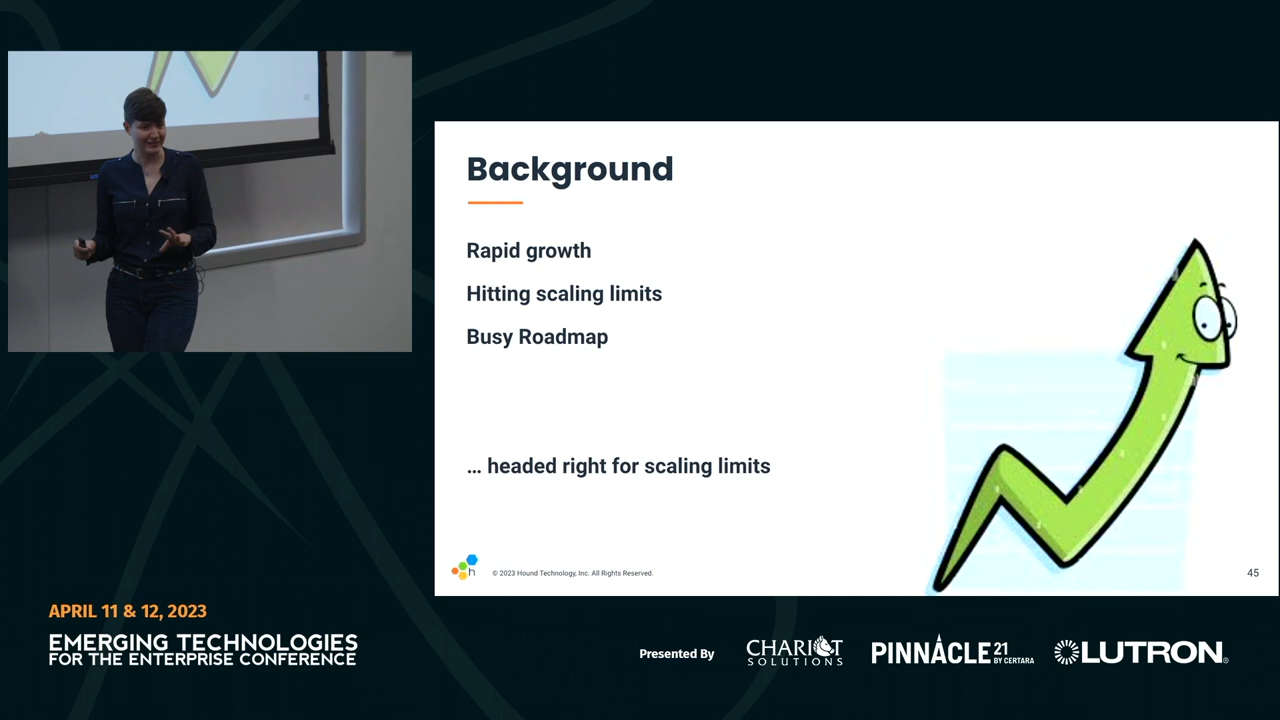 Background
Rapid growth
Hitting scaling limits
Busy Roadmap
... headed right for scaling limits
h
© 2023 Hound Technology, Inc. All Rights Reserved.
45
APRIL 11 & 12, 2023
EMERGING TECHNOLOGIES
FOR THE ENTERPRISE CONFERENCE
Presented By
CHARIOT
SOLUTIONS
PINNACLE 21
BY CERTARA
LUTRON®